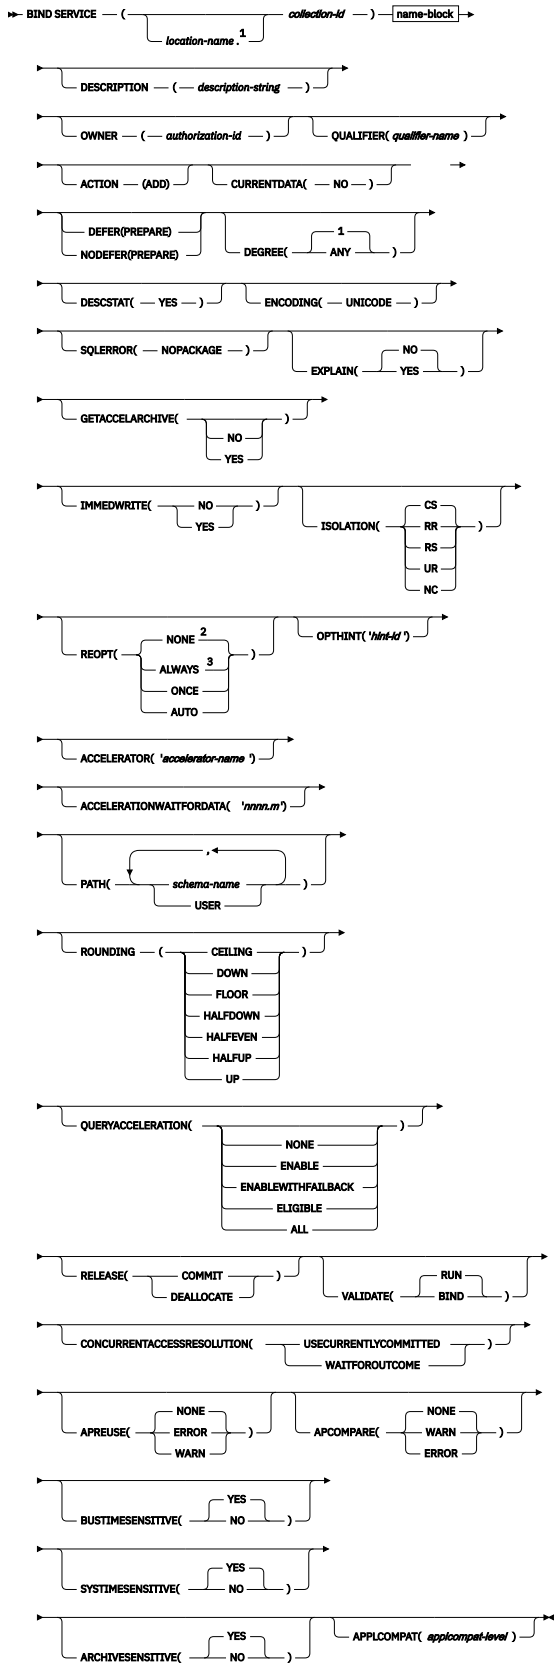 BIND SERVICE ( collection-id ) name-block
location-name . 1
DESCRIPTION ( description-string )
OWNER ( authorization-id ) QUALIFIER( qualifier-name )
ACTION (ADD) CURRENTDATA( NO )
DEFER(PREPARE)
NODEFER(PREPARE)
1
DEGREE( ANY )
DESCSTAT( YES ) ENCODING( UNICODE )
SQLERROR( NOPACKAGE )
NO
EXPLAIN( YES )
GETACCELARCHIVE( )
NO
YES
IMMEDWRITE( NO )
YES
CS
ISOLATION( RR )
RS
UR
NC
NONE 2
REOPT( ALWAYS 3 )
ONCE
AUTO
OPTHINT( 'hint-id ')
ACCELERATOR( 'accelerator-name ')
ACCELERATIONWAITFORDATA( 'nnnn.m')
,
PATH( schema-name )
USER
ROUNDING ( CEILING )
DOWN
FLOOR
HALFDOWN
HALFEVEN
HALFUP
UP
QUERYACCELERATION( )
NONE
ENABLE
ENABLEWITHFAILBACK
ELIGIBLE
ALL
RELEASE( COMMIT )
DEALLOCATE
RUN
VALIDATE( BIND )
CONCURRENTACCESSRESOLUTION( USECURRENTLYCOMMITTED )
WAITFOROUTCOME
NONE
APREUSE( ERROR )
WARN
NONE
APCOMPARE( WARN )
ERROR
YES
BUSTIMESENSITIVE( NO )
YES
SYSTIMESENSITIVE( NO )
YES
ARCHIVESENSITIVE( NO )
APPLCOMPAT( applcompat-level )